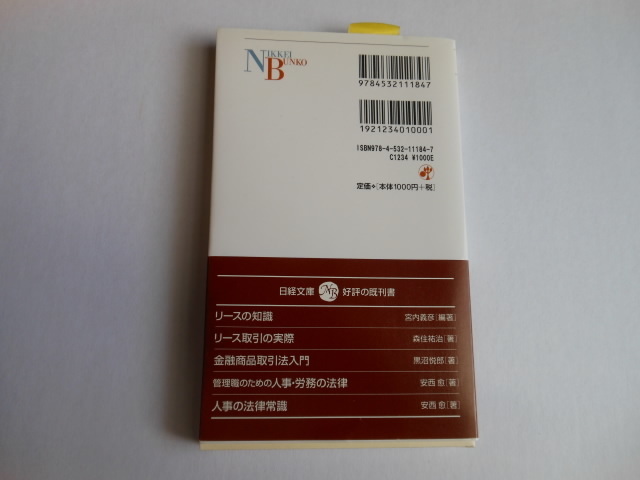 NIKKEI
BUNKO
9784532111847
1921234010001
ISBN978-4-532-11184-7
C1234 ¥1000E
定価*[本体1000円+税]
日経文庫 NB 好評の既刊書
リースの知識 宮内義彦[編著]
リース取引の実際 森住祐治[著]
金融商品取引法入門 黒沼悦郎[著]
管理職のための人事・労務の法律 安西 愈[著]
人事の法律常識 安西 愈[著]